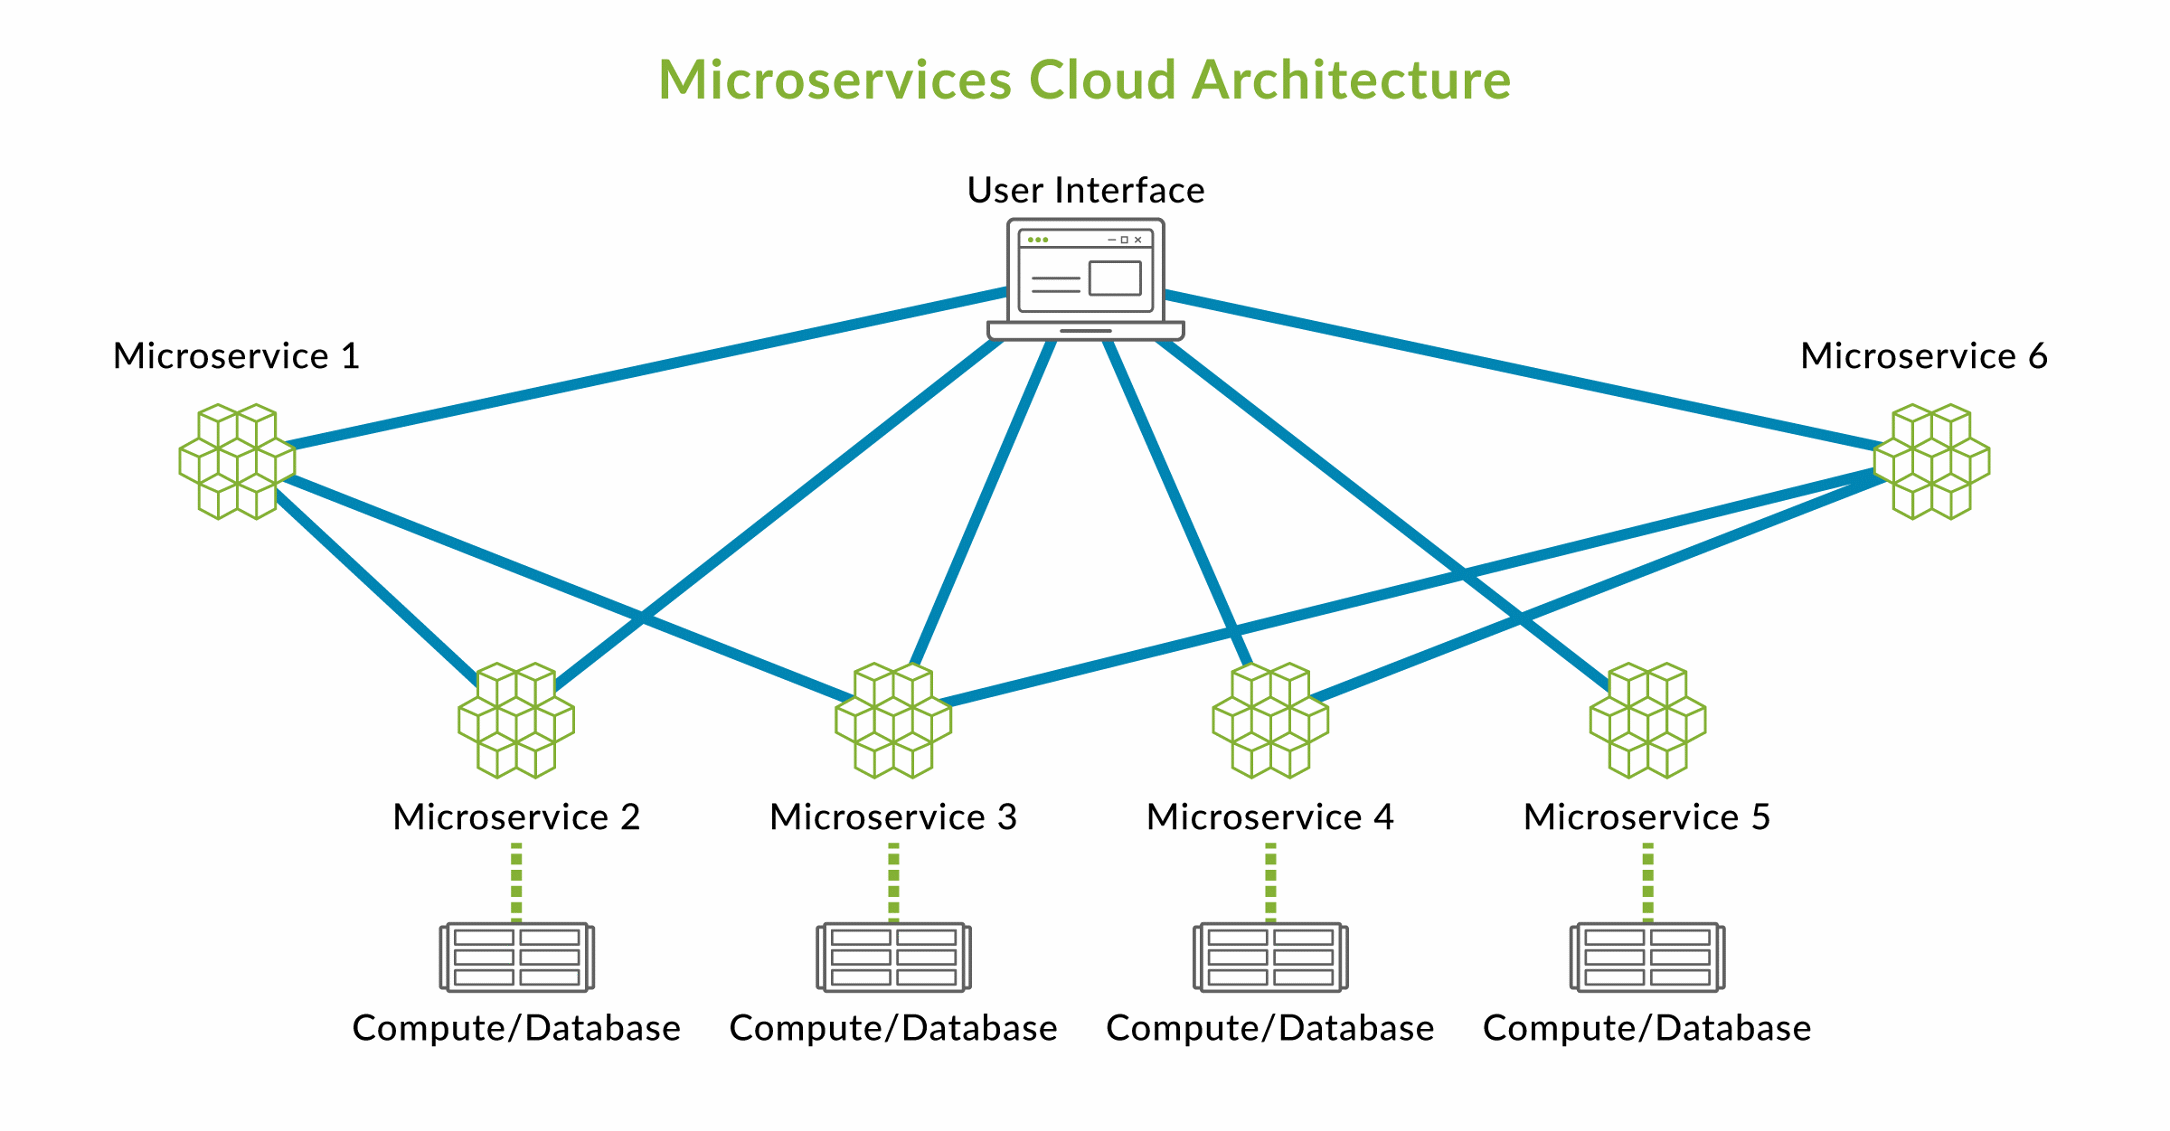 Microservices Cloud Architecture
User Interface
Microservice 1
Microservice 6
Microservice 2
Microservice 3
Microservice 4
Microservice 5
Compute/Database
Compute/Database
Compute/Database
Compute/Database